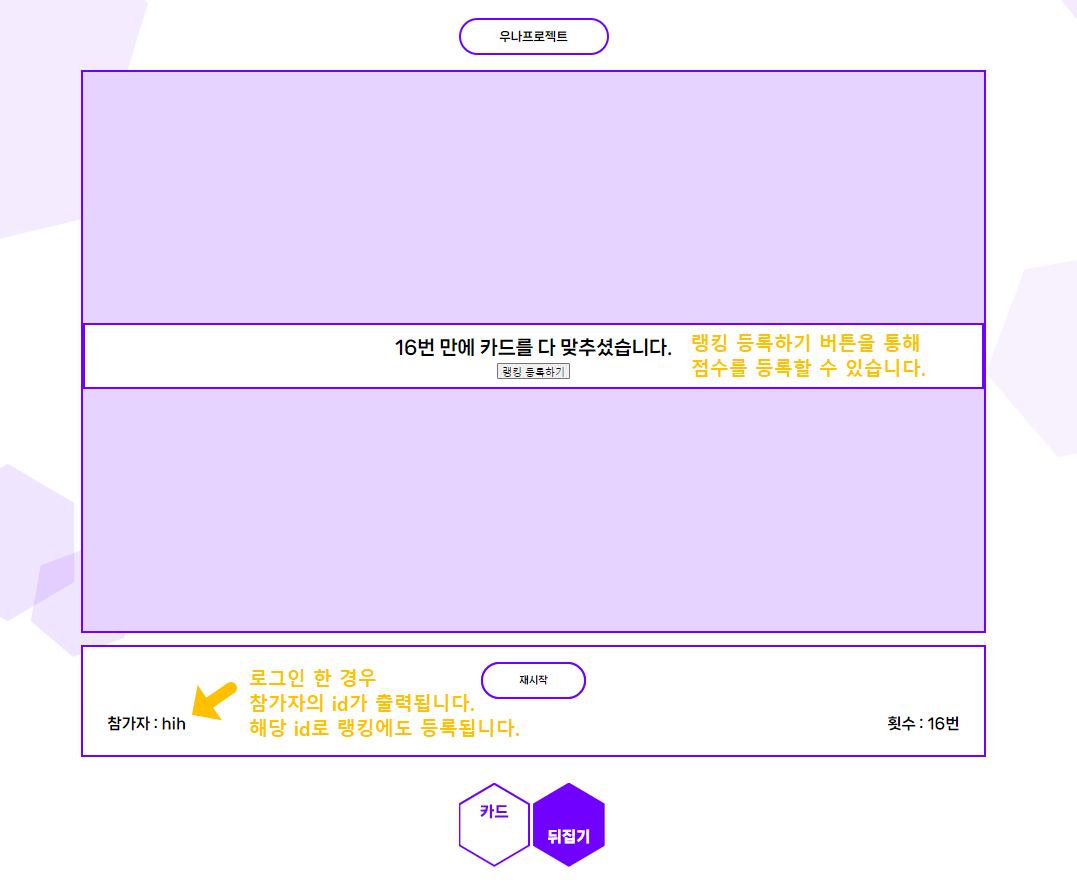 우나프로젝트
16번 만에 카드를 다 맞추셨습니다.
랭킹 등록하기
랭킹 등록하기 버튼을 통해
점수를 등록할 수 있습니다.
재시작
로그인 한 경우
참가자의 id가 출력됩니다.
해당 id로 랭킹에도 등록됩니다.
참가자 : hih
횟수 : 16번
카드
뒤집기